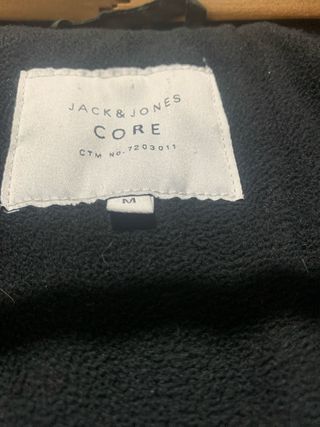 JACK&JONES
CORE
CTM NO-7203011
M